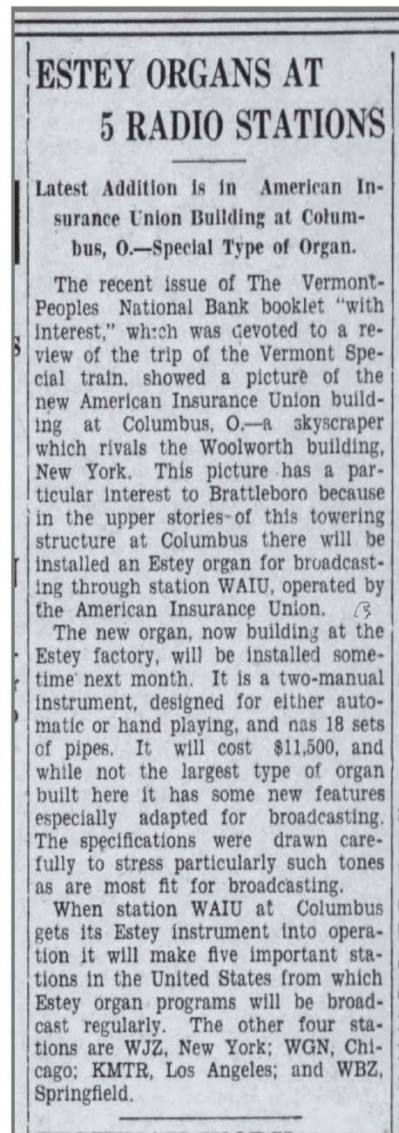 ESTEY ORGANS AT
5 RADIO STATIONS
Latest Addition is in American In-
surance Union Building at Colum-
bus, O.—Special Type of Organ.
The recent issue of The Vermont-
Peoples National Bank booklet “with
interest,” which was devoted to a re-
view of the trip of the Vermont Spe-
cial train, showed a picture of the
new American Insurance Union build-
ing at Columbus, O.—a skyscraper
which rivals the Woolworth building,
New York. This picture has a par-
ticular interest to Brattleboro because
in the upper stories of this towering
structure at Columbus there will be
installed an Estey organ for broadcast-
ing through station WAIU, operated by
the American Insurance Union.
The new organ, now building at the
Estey factory, will be installed some-
time next month. It is a two-manual
instrument, designed for either auto-
matic or hand playing, and has 18 sets
of pipes. It will cost $11,500, and
while not the largest type of organ
built here it has some new features
especially adapted for broadcasting.
The specifications were drawn care-
fully to stress particularly such tones
as are most fit for broadcasting.
When station WAIU at Columbus
gets its Estey instrument into opera-
tion it will make five important sta-
tions in the United States from which
Estey organ programs will be broad-
cast regularly. The other four sta-
tions are WJZ, New York; WGN, Chi-
cago; KMTR, Los Angeles; and WBZ,
Springfield.